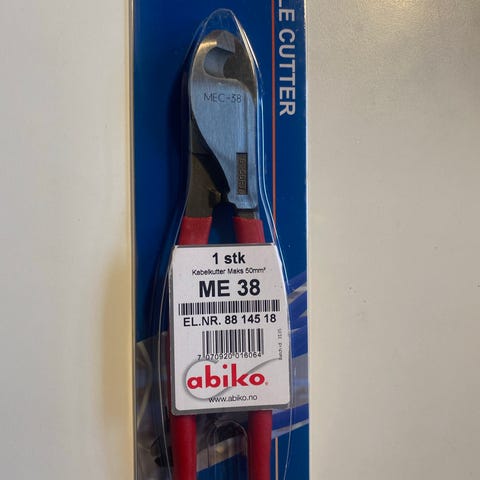 LE CUTTER
MEC-38
1 stk
Kabelkutter Maks 50mm²
ME 38
EL.NR. 88 145 18
7 070920 016064
abiko®
www.abiko.no